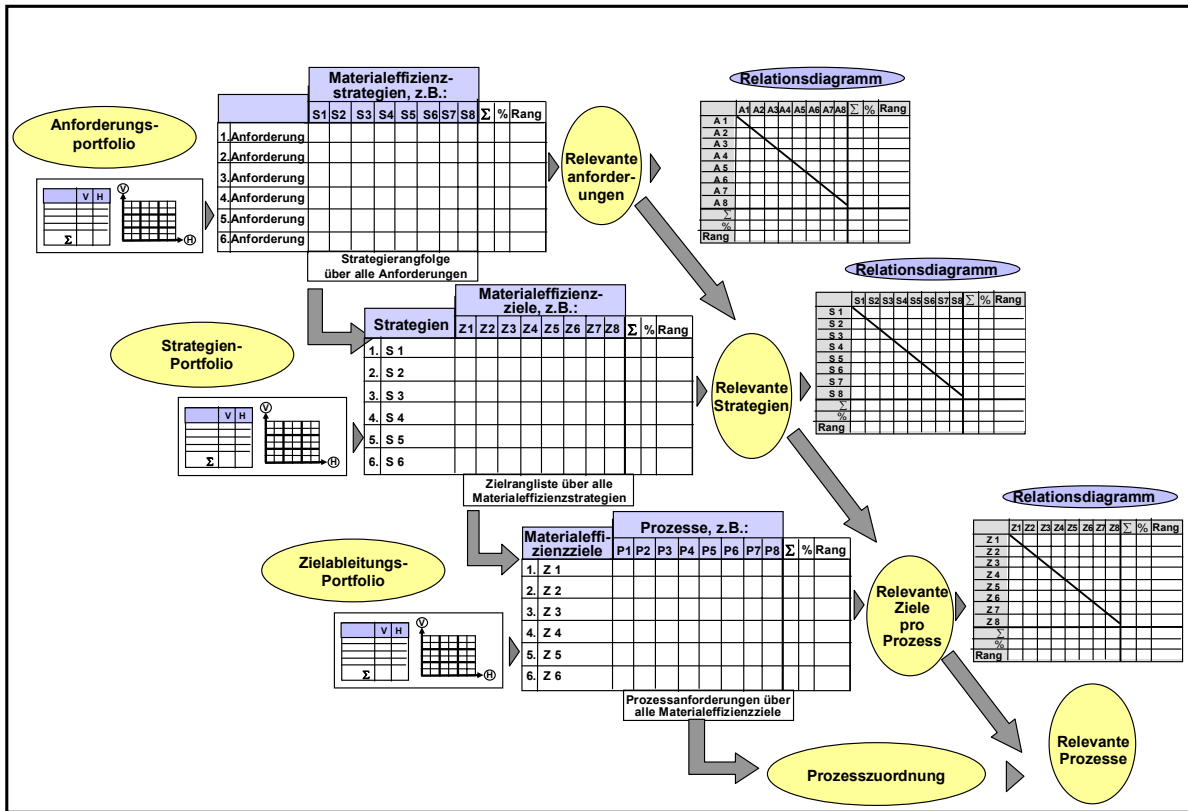 Materialeffizienz-
strategien, z.B.:
S1 S2 S3 S4 S5 S6 S7 S8 Σ % Rang
Anforderungs-
portfolio
1. Anforderung
2. Anforderung
3. Anforderung
4. Anforderung
5. Anforderung
6. Anforderung
V H
Σ
V
H
Strategierangfolge
über alle Anforderungen
Relevante
anforder-
ungen
Relationsdiagramm
A1 A2 A3 A4 A5 A6 A7 A8 Σ % Rang
A 1
A 2
A 3
A 4
A 5
A 6
A 7
A 8
Σ
%
Rang
Materialeffizienz-
ziele, z.B.:
Strategien Z1 Z2 Z3 Z4 Z5 Z6 Z7 Z8 Σ % Rang
Strategien-
Portfolio
1. S 1
2. S 2
3. S 3
4. S 4
5. S 5
6. S 6
V H
Σ
V
H
Zielrangliste über alle
Materialeffizienzstrategien
Relevante
Strategien
Relationsdiagramm
S1 S2 S3 S4 S5 S6 S7 S8 Σ % Rang
S 1
S 2
S 3
S 4
S 5
S 6
S 7
S 8
Σ
%
Rang
Materialeffi-
zienzziele
Prozesse, z.B.:
P1 P2 P3 P4 P5 P6 P7 P8 Σ % Rang
Zielableitungs-
Portfolio
1. Z 1
2. Z 2
3. Z 3
4. Z 4
5. Z 5
6. Z 6
V H
Σ
V
H
Prozessanforderungen über
alle Materialeffizienzziele
Relevante
Ziele
pro
Prozess
Relationsdiagramm
Z1 Z2 Z3 Z4 Z5 Z6 Z7 Z8 Σ % Rang
Z 1
Z 2
Z 3
Z 4
Z 5
Z 6
Z 7
Z 8
Σ
%
Rang
Prozesszuordnung
Relevante
Prozesse